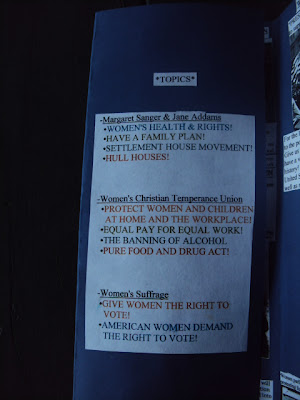 *TOPICS*
-Margaret Sanger & Jane Addams
•WOMEN'S HEALTH & RIGHTS!
•HAVE A FAMILY PLAN!
•SETTLEMENT HOUSE MOVEMENT!
•HULL HOUSES!
-Women's Christian Temperance Union
•PROTECT WOMEN AND CHILDREN
AT HOME AND THE WORKPLACE!
•EQUAL PAY FOR EQUAL WORK!
•THE BANNING OF ALCOHOL
•PURE FOOD AND DRUG ACT!
-Women's Suffrage
•GIVE WOMEN THE RIGHT TO
VOTE!
•AMERICAN WOMEN DEMAND
THE RIGHT TO VOTE!